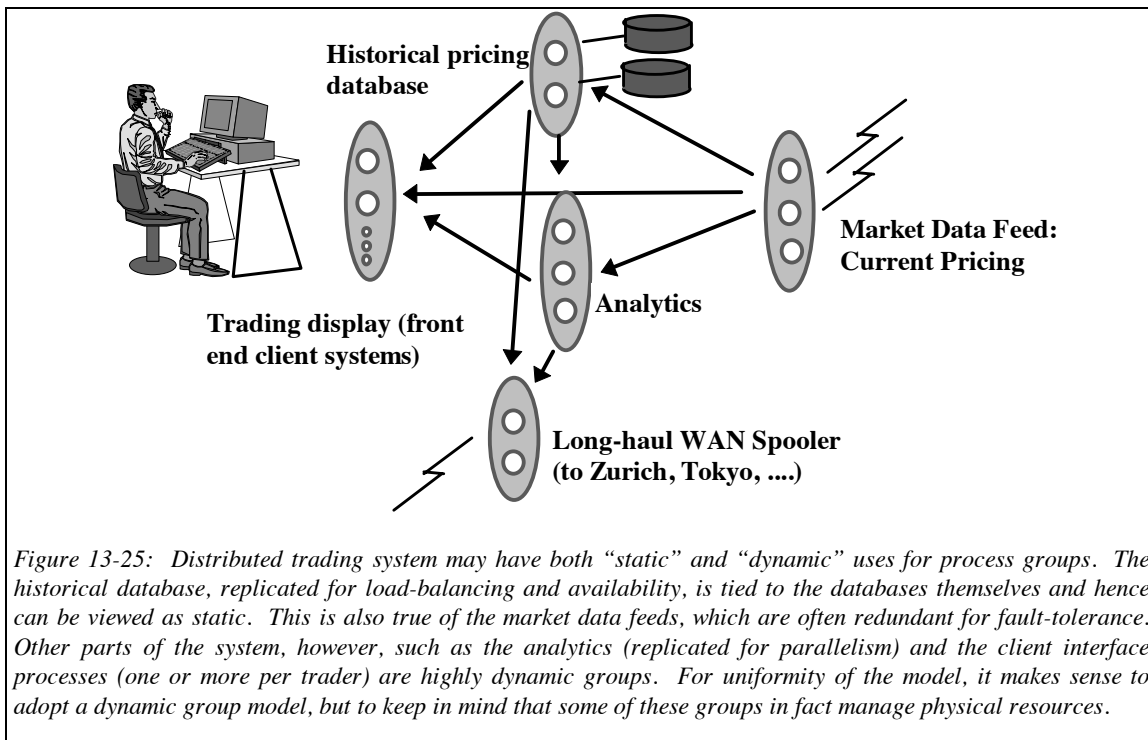 Historical pricing
database
Market Data Feed:
Current Pricing
Analytics
Trading display (front
end client systems)
Long-haul WAN Spooler
(to Zurich, Tokyo, ....)
Figure 13-25: Distributed trading system may have both “static” and “dynamic” uses for process groups. The
historical database, replicated for load-balancing and availability, is tied to the databases themselves and hence
can be viewed as static. This is also true of the market data feeds, which are often redundant for fault-tolerance.
Other parts of the system, however, such as the analytics (replicated for parallelism) and the client interface
processes (one or more per trader) are highly dynamic groups. For uniformity of the model, it makes sense to
adopt a dynamic group model, but to keep in mind that some of these groups in fact manage physical resources.